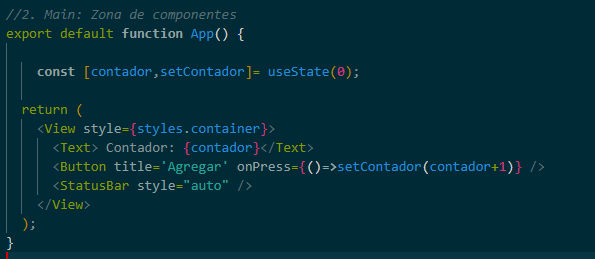 //2. Main: Zona de componentes
export default function App() {
const [contador,setContador]= useState(0);
return (
<View style={styles.container}>
<Text> Contador: {contador}</Text>
<Button title='Agregar' onPress={()=>setContador(contador+1)} />
<StatusBar style="auto" />
</View>
);
}